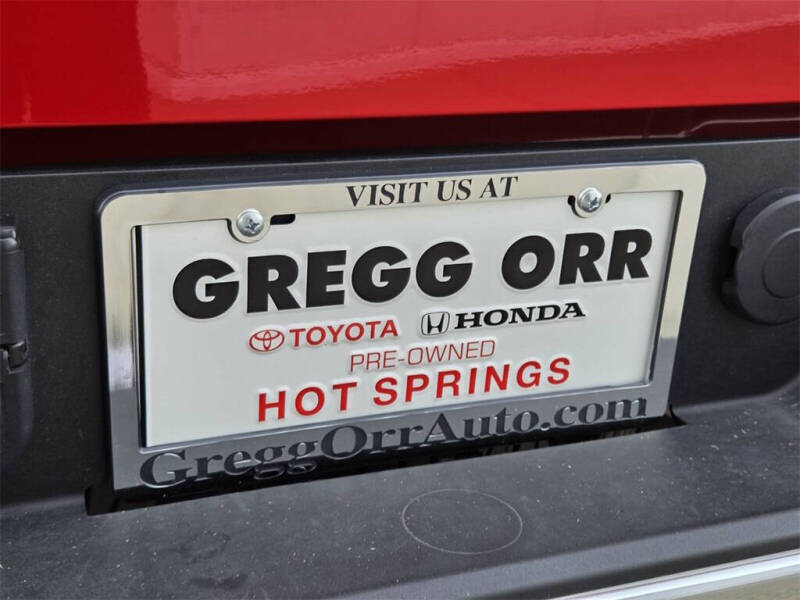 VISIT US AT
GREGG ORR
TOYOTA HONDA
PRE-OWNED
HOT SPRINGS
GreggOrrAuto.com